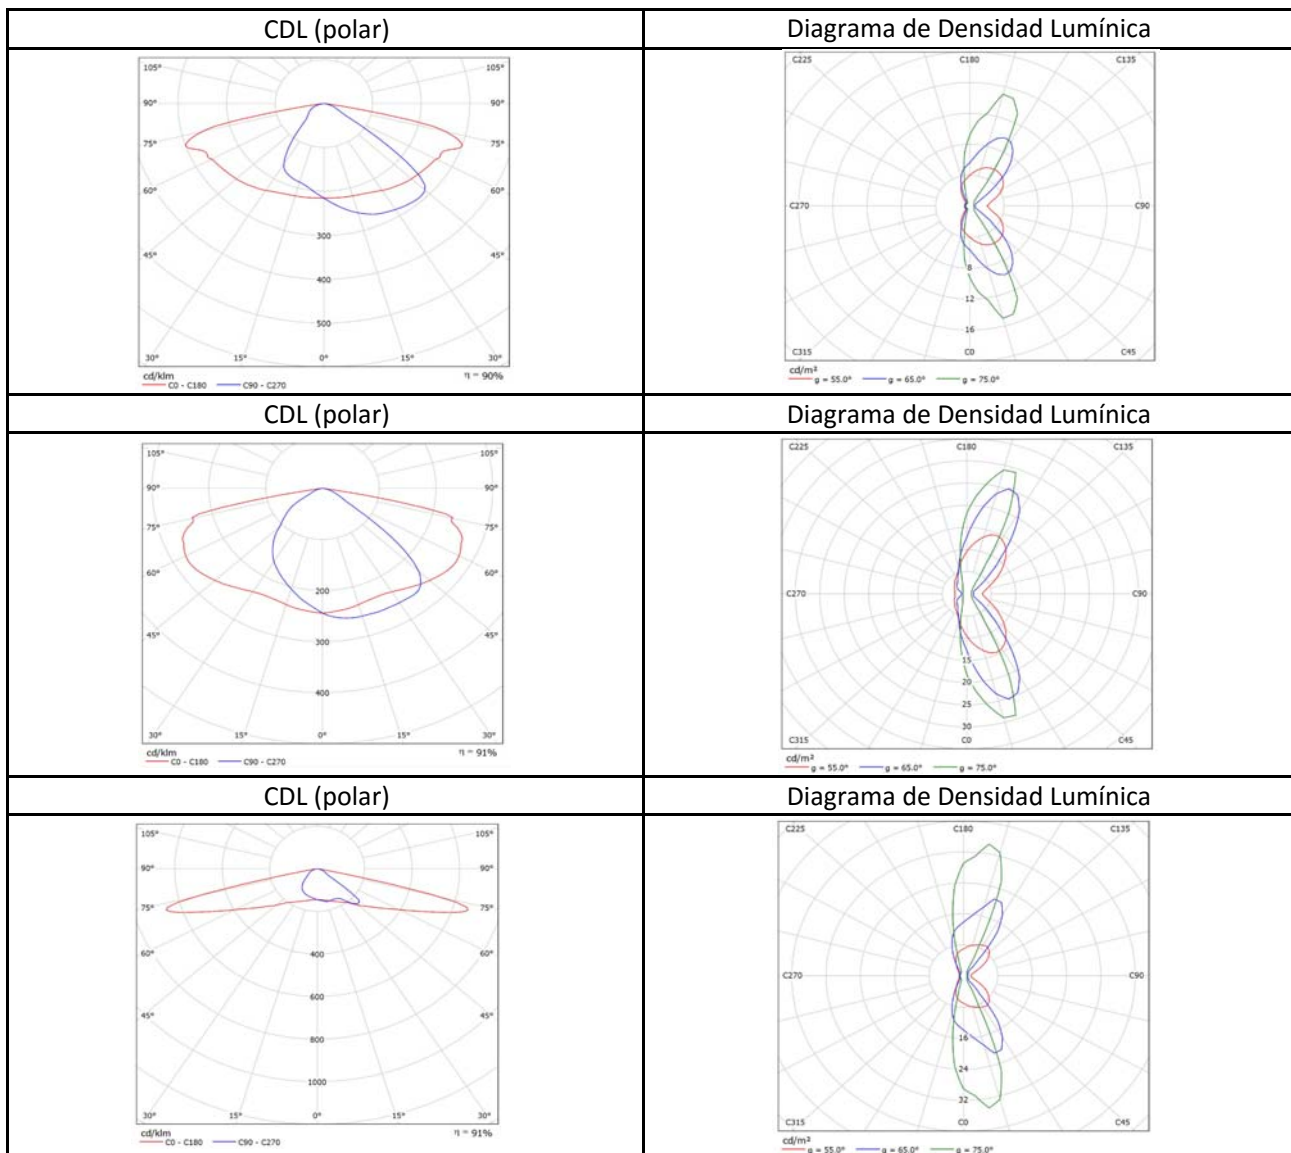 CDL (polar) Diagrama de Densidad Lumínica
105° 105°
90° 90°
75° 75°
60° 60°
45° 45°
300
400
500
30° 15° 0° 15° 30°
cd/klm η = 90%
C0 - C180 C90 - C270
C225 C180 C135
C270 C90
8
12
16
C315 C0 C45
cd/m²
g = 55.0° g = 65.0° g = 75.0°
CDL (polar) Diagrama de Densidad Lumínica
105° 105°
90° 90°
75° 75°
60° 60°
45° 45°
200
300
400
30° 15° 0° 15° 30°
cd/klm η = 91%
C0 - C180 C90 - C270
C225 C180 C135
C270 C90
15
20
25
30
C315 C0 C45
cd/m²
g = 55.0° g = 65.0° g = 75.0°
CDL (polar) Diagrama de Densidad Lumínica
105° 105°
90° 90°
75° 75°
60° 60°
45° 45°
400
600
800
1000
30° 15° 0° 15° 30°
cd/klm η = 91%
C0 - C180 C90 - C270
C225 C180 C135
C270 C90
16
24
32
C315 C0 C45
cd/m²
g = 55.0° g = 65.0° g = 75.0°